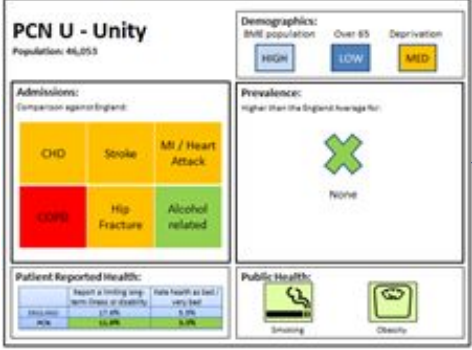 PCN U - Unity
Population: 46,053
Demographics:
BME population Over 65 Deprivation
HIGH LOW MED
Admissions:
Comparison against England:
CHD Stroke MI / Heart
Attack
COPD Hip
Fracture Alcohol
related
Prevalence:
Higher than the England Average for:
None
Patient Reported Health:
Report a limiting long-
term illness or disability
Rate health as bad /
very bad
ENGLAND
PCN
Public Health:
Smoking Obesity